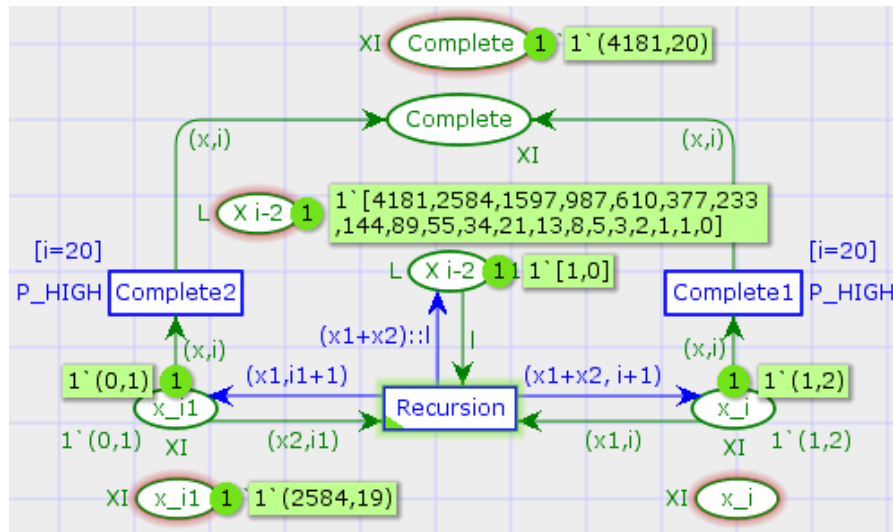 XI Complete 1 1`(4181,20)
(x,i) Complete (x,i)
XI
L X i-2 1 1`[4181,2584,1597,987,610,377,233
,144,89,55,34,21,13,8,5,3,2,1,1,0]
[i=20] [i=20]
L X i-2 1 1`[1,0]
P_HIGH Complete2 Complete1 P_HIGH
(x1+x2)::l l
(x,i) (x,i)
1`(0,1) 1 (x1,i1+1) (x1+x2, i+1) 1 1`(1,2)
x_i1 Recursion x_i
1`(0,1) XI (x2,i1) (x1,i) XI 1`(1,2)
XI x_i1 1 1`(2584,19) XI x_i